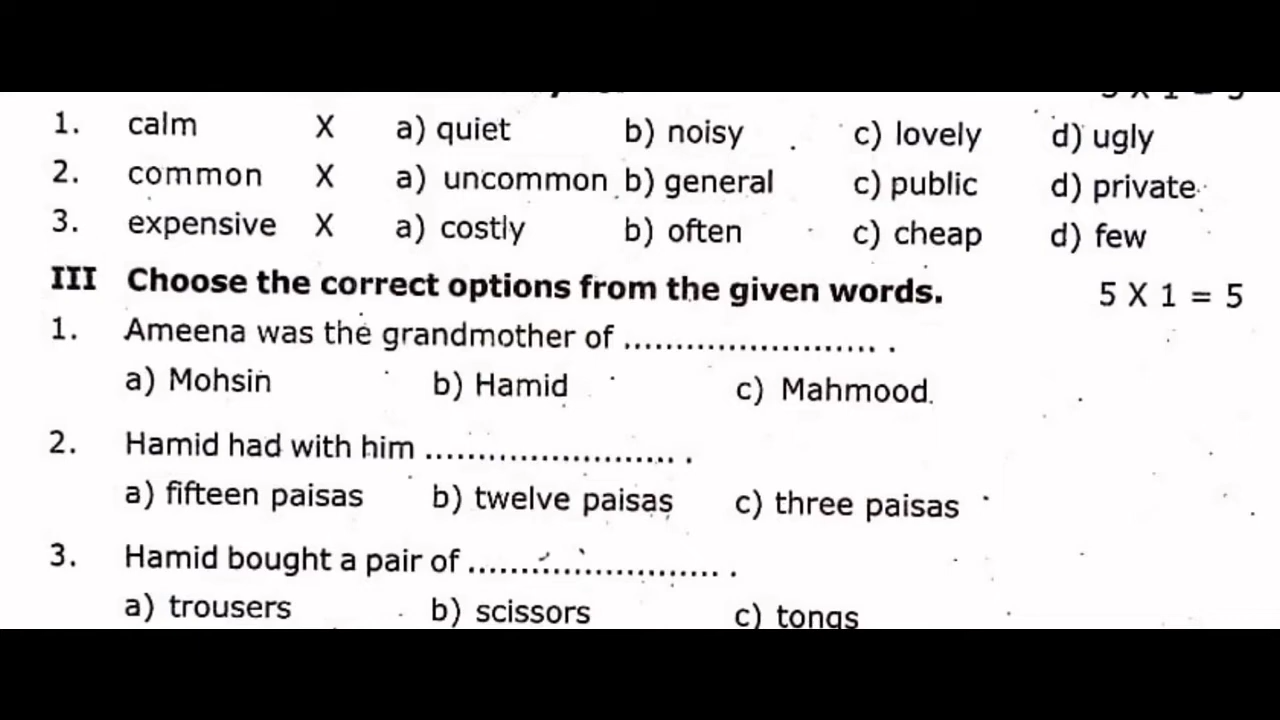 1. calm X a) quiet b) noisy c) lovely d) ugly
2. common X a) uncommon b) general c) public d) private
3. expensive X a) costly b) often c) cheap d) few
III Choose the correct options from the given words. 5 X 1 = 5
1. Ameena was the grandmother of ........................ .
a) Mohsin b) Hamid c) Mahmood
2. Hamid had with him ........................ .
a) fifteen paisas b) twelve paisas c) three paisas
3. Hamid bought a pair of ........................ .
a) trousers b) scissors c) tongs